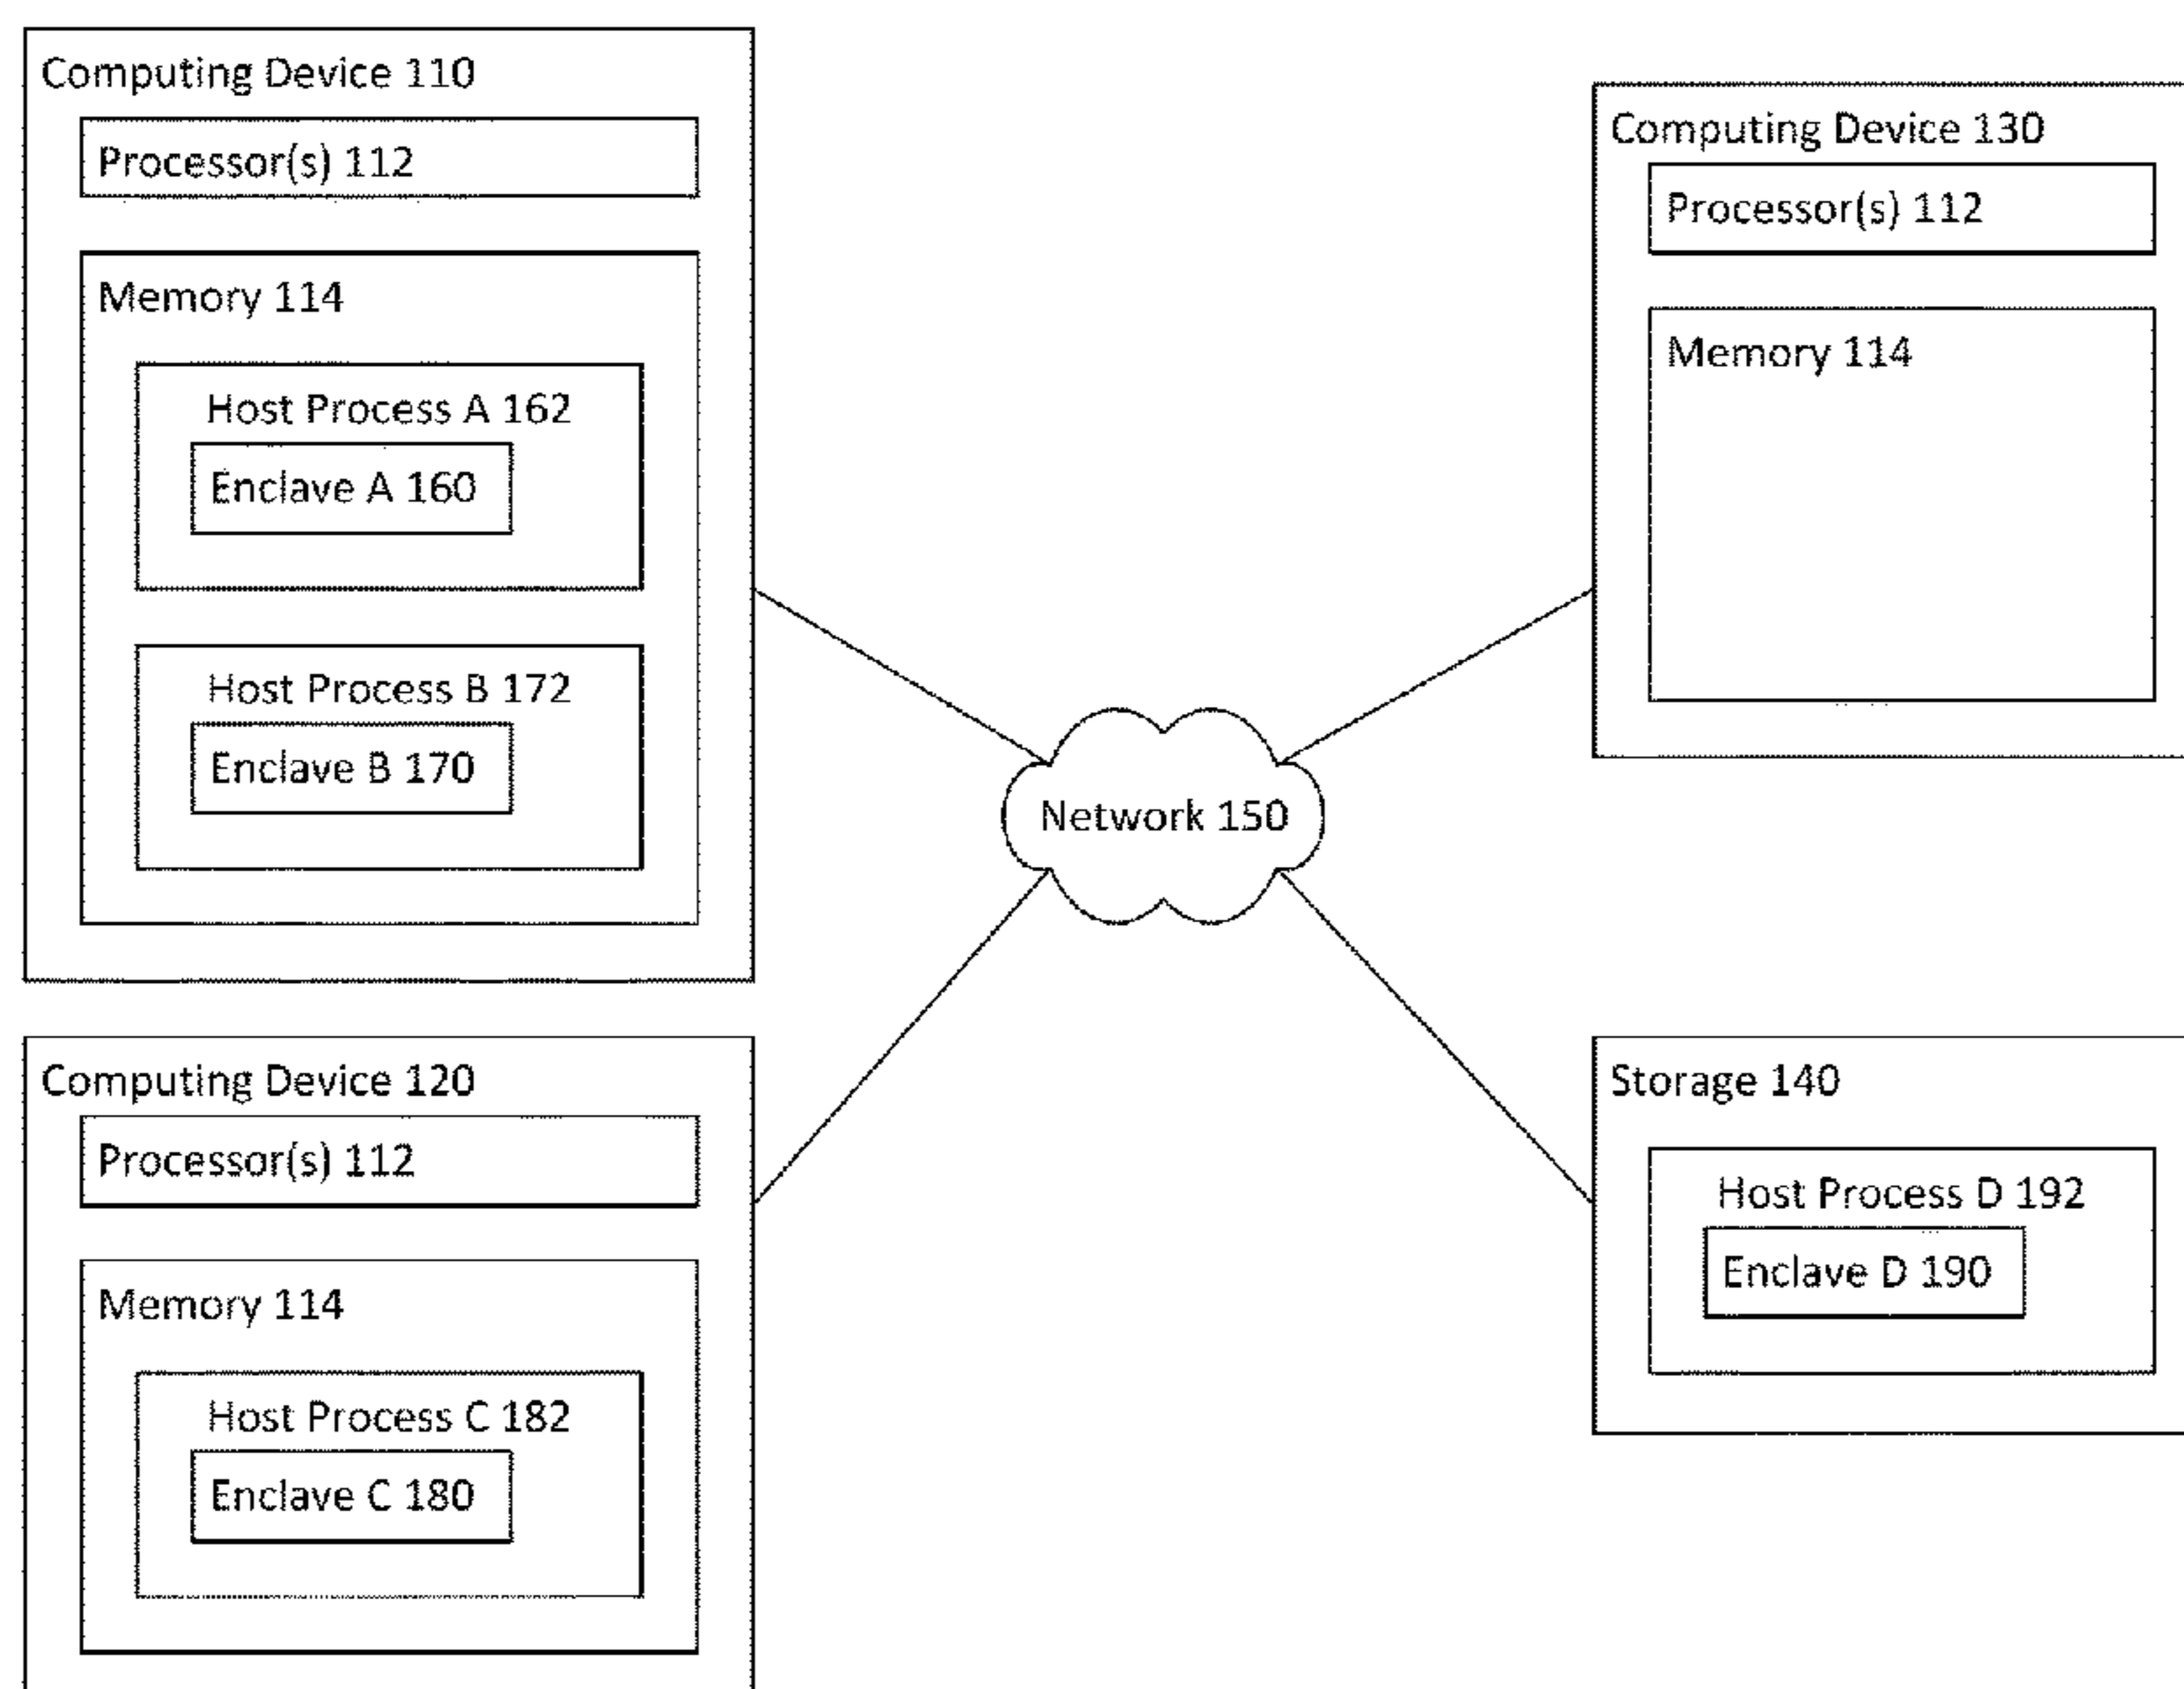 Computing Device 110
Processor(s) 112
Memory 114
Host Process A 162
Enclave A 160
Host Process B 172
Enclave B 170
Computing Device 120
Processor(s) 112
Memory 114
Host Process C 182
Enclave C 180
Network 150
Computing Device 130
Processor(s) 112
Memory 114
Storage 140
Host Process D 192
Enclave D 190